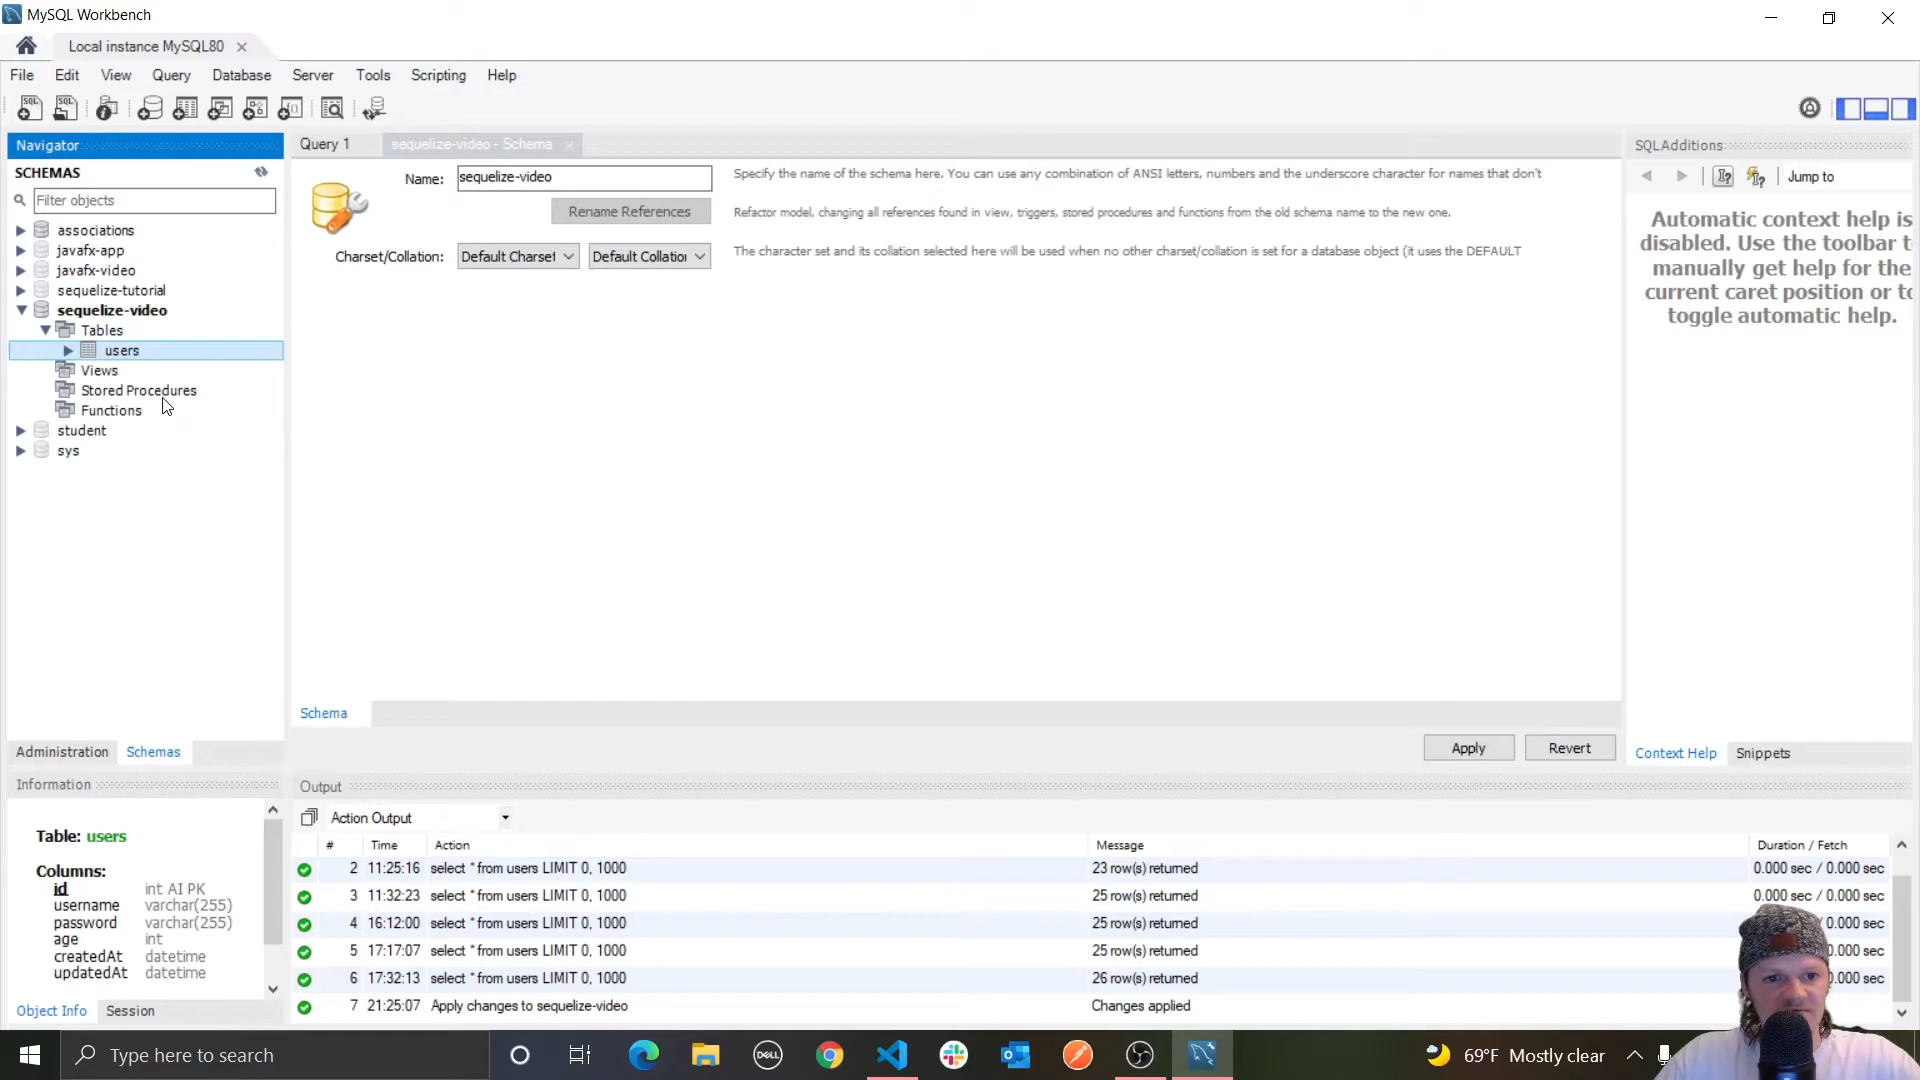 MySQL Workbench
Local instance MySQL80
File Edit View Query Database Server Tools Scripting Help
Navigator
SCHEMAS
Filter objects
associations
javafx-app
javafx-video
sequelize-tutorial
sequelize-video
Tables
users
Views
Stored Procedures
Functions
student
sys
Administration Schemas
Information
Table: users
Columns:
id int AI PK
username varchar(255)
password varchar(255)
age int
createdAt datetime
updatedAt datetime
Object Info Session
Query 1 sequelize-video - Schema
Name: sequelize-video Specify the name of the schema here. You can use any combination of ANSI letters, numbers and the underscore character for names that don't
Rename References Refactor model, changing all references found in view, triggers, stored procedures and functions from the old schema name to the new one.
Charset/Collation: Default Charset Default Collation The character set and its collation selected here will be used when no other charset/collation is set for a database object (it uses the DEFAULT
Schema
Apply Revert
SQLAdditions
Jump to
Automatic context help is
disabled. Use the toolbar t
manually get help for the
current caret position or to
toggle automatic help.
Context Help Snippets
Output
Action Output
# Time Action Message Duration / Fetch
2 11:25:16 select * from users LIMIT 0, 1000 23 row(s) returned 0.000 sec / 0.000 sec
3 11:32:23 select * from users LIMIT 0, 1000 25 row(s) returned 0.000 sec / 0.000 sec
4 16:12:00 select * from users LIMIT 0, 1000 25 row(s) returned 0.000 sec
5 17:17:07 select * from users LIMIT 0, 1000 25 row(s) returned 0.000 sec
6 17:32:13 select * from users LIMIT 0, 1000 26 row(s) returned 0.000 sec
7 21:25:07 Apply changes to sequelize-video Changes applied
Type here to search
DELL
69°F Mostly clear